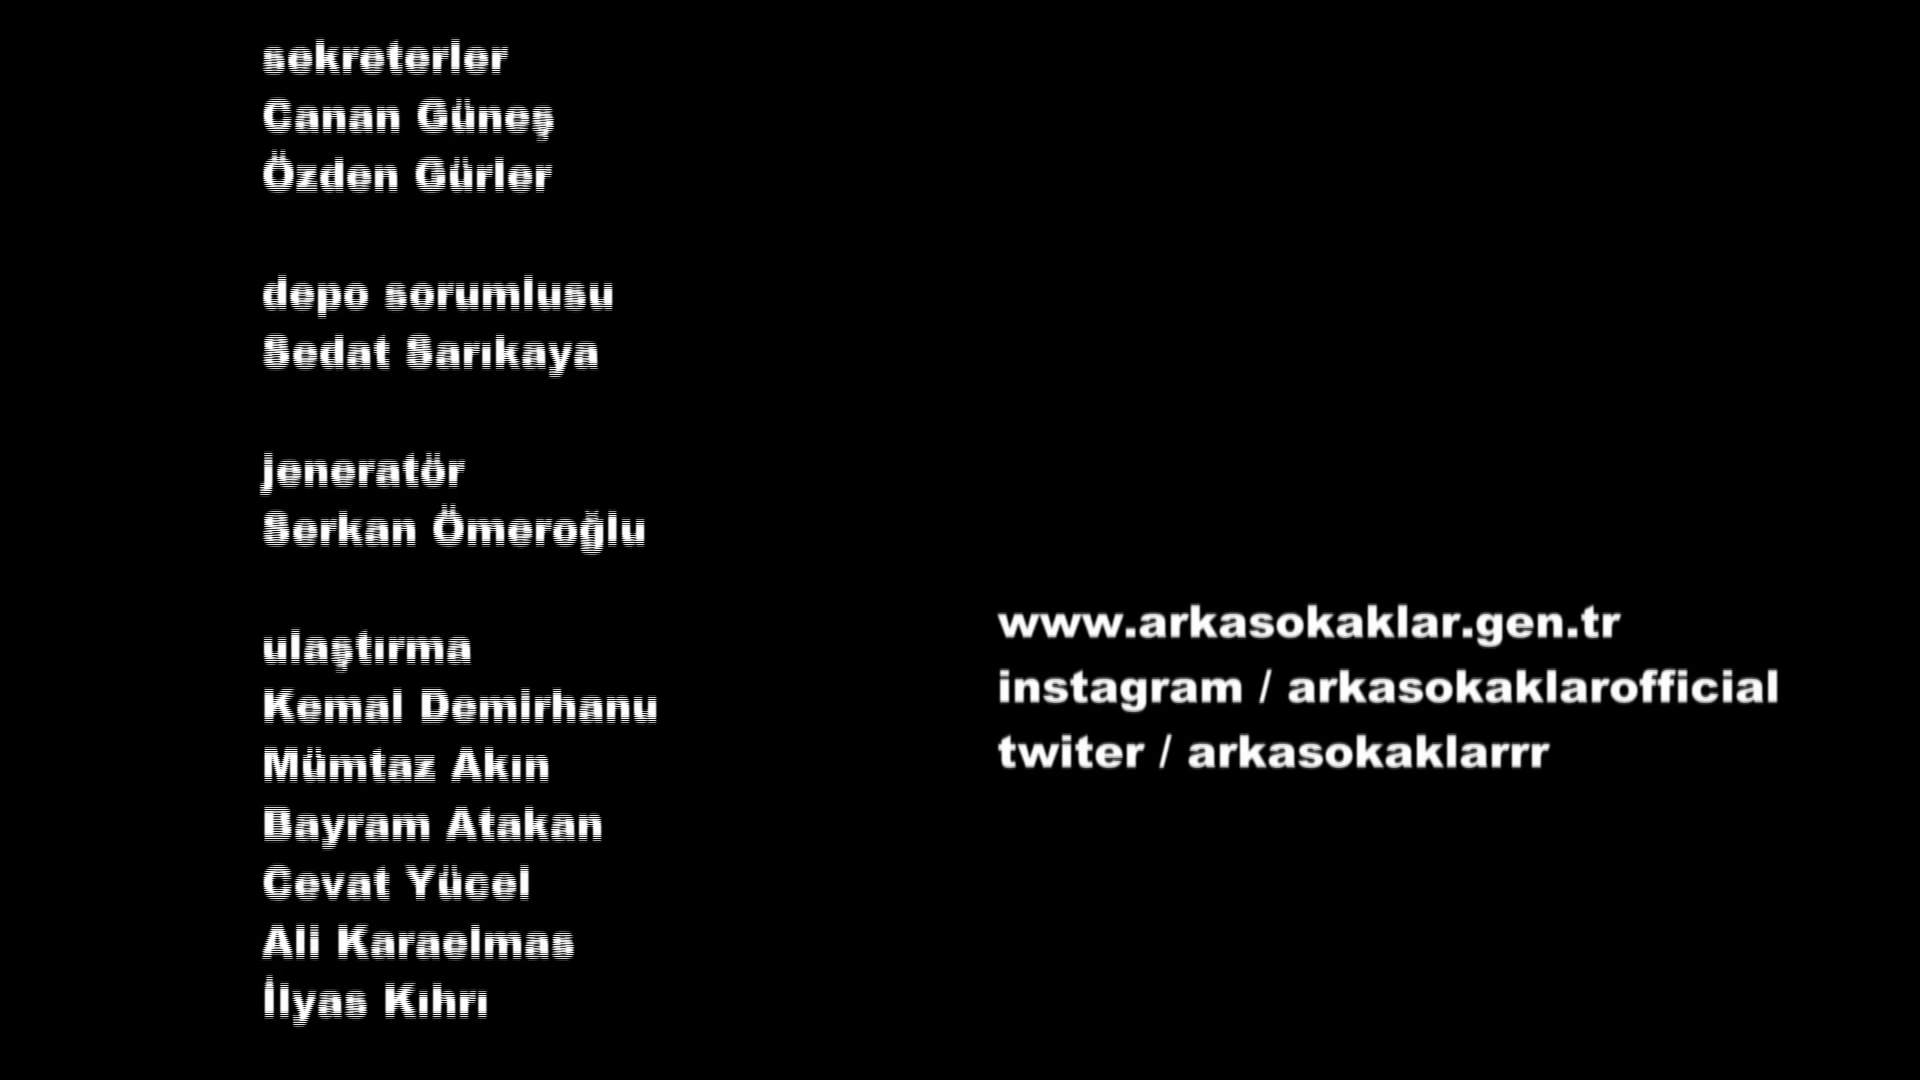 sekreterler
Canan Güneş
Özden Gürler
depo sorumlusu
Sedat Sarıkaya
jeneratör
Serkan Ömeroğlu
ulaştırma
Kemal Demirhanu
Mümtaz Akın
Bayram Atakan
Cevat Yücel
Ali Karaelmas
İlyas Kıhrı
www.arkasokaklar.gen.tr
instagram / arkasokaklarofficial
twiter / arkasokaklarrr